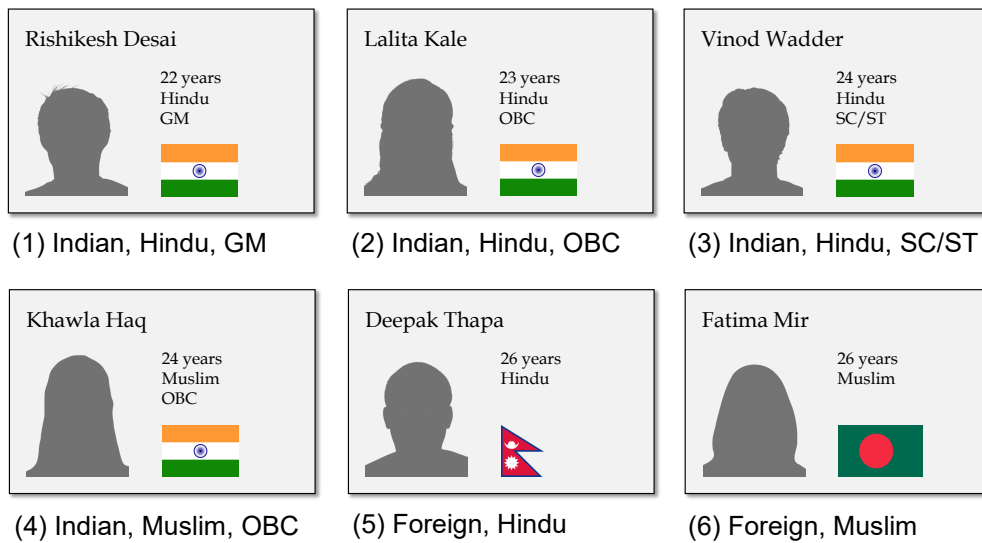 Rishikesh Desai
22 years
Hindu
GM
(1) Indian, Hindu, GM
Lalita Kale
23 years
Hindu
OBC
(2) Indian, Hindu, OBC
Vinod Wadder
24 years
Hindu
SC/ST
(3) Indian, Hindu, SC/ST
Khawla Haq
24 years
Muslim
OBC
(4) Indian, Muslim, OBC
Deepak Thapa
26 years
Hindu
(5) Foreign, Hindu
Fatima Mir
26 years
Muslim
(6) Foreign, Muslim